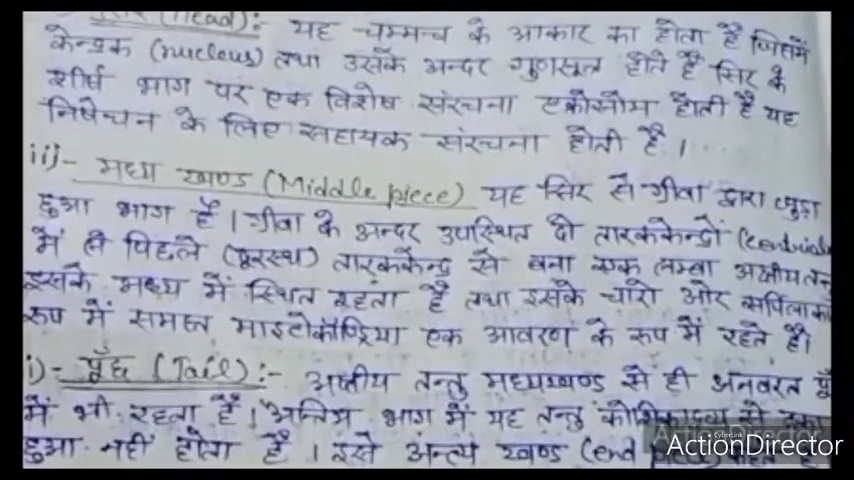 सिर (Head):- यह चम्मच के आकार का होता है जिसमें
केन्द्रक (nucleus) तथा उसके अन्दर गुणसूत्र होते है सिर के
शीर्ष भाग पर एक विशेष संरचना एक्रोसोम होती है यह
निषेचन के लिए सहायक संरचना होती है ।
ii)- मध्य खण्ड (Middle piece) यह सिर से ग्रीवा द्वारा जुड़ा
हुआ भाग है । ग्रीवा के अन्दर उपस्थित दो तारककेन्द्रों
में से पिछले (दूरस्थ) तारककेन्द्र से बना एक लम्बा अक्षीय
इसके मध्य में स्थित रहता है तथा इसके चारो ओर
रूप में समस्त माइटोकॉण्ड्रिया एक आवरण के रूप में रहते है।
i)- पूँछ (Tail):- अक्षीय तन्तु मध्यखण्ड से ही अनवरत
में भी रहता है। अन्तिम भाग में यह तन्तु
हुआ नहीं होता है । इसे अन्त्य खण्ड (end
CyberLink
ActionDirector